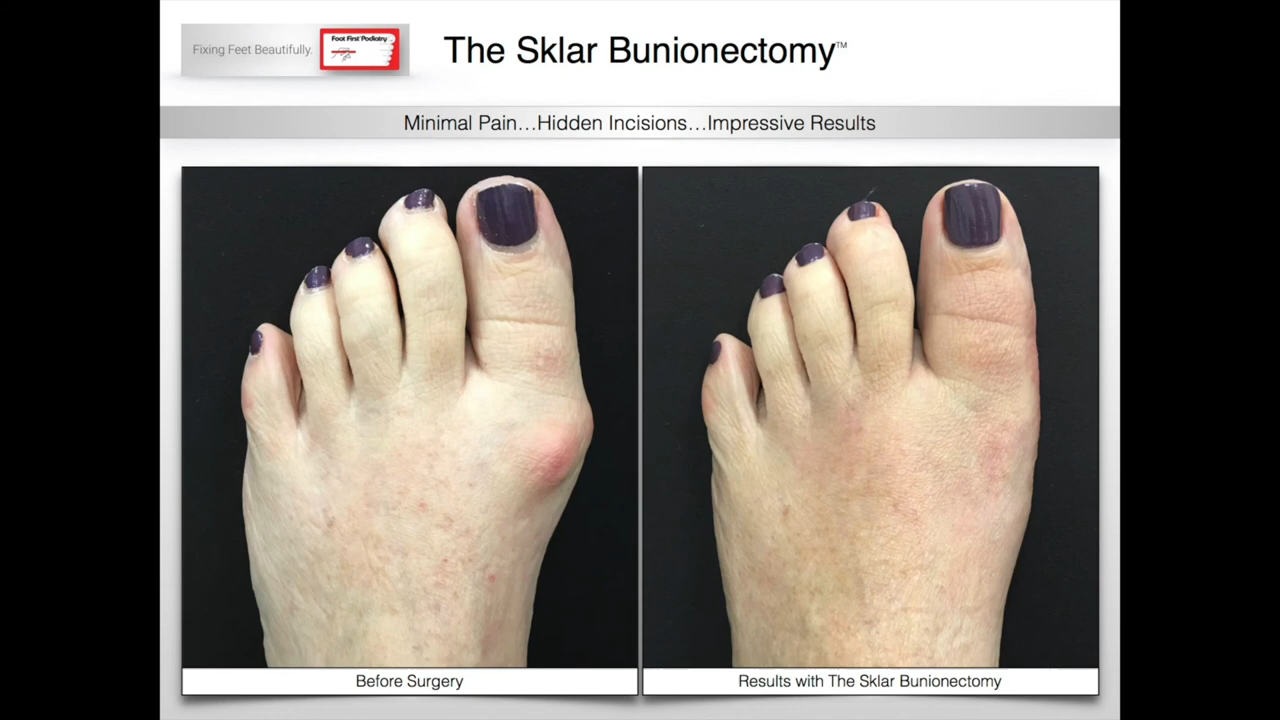 Fixing Feet Beautifully.
Foot First Podiatry
The Sklar Bunionectomy™
Minimal Pain...Hidden Incisions...Impressive Results
Before Surgery
Results with The Sklar Bunionectomy